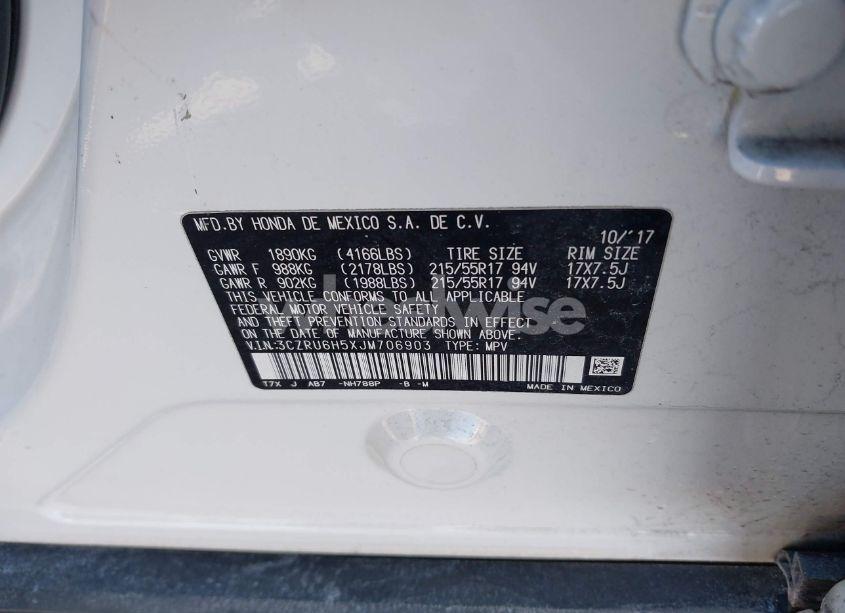 MFD.BY HONDA DE MEXICO S.A. DE C.V.
10/'17
GVWR 1890KG (4166LBS) TIRE SIZE RIM SIZE
GAWR F 988KG (2178LBS) 215/55R17 94V 17X7.5J
GAWR R 902KG (1988LBS) 215/55R17 94V 17X7.5J
THIS VEHICLE CONFORMS TO ALL APPLICABLE
FEDERAL MOTOR VEHICLE SAFETY
AND THEFT PREVENTION STANDARDS IN EFFECT
ON THE DATE OF MANUFACTURE SHOWN ABOVE.
V.I.N:3CZRU6H5XJM706903 TYPE: MPV
T7X J AB7 -NH788P -B -M MADE IN MEXICO